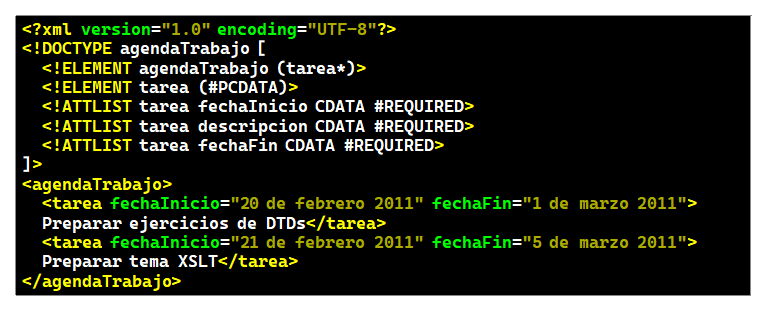 <?xml version="1.0" encoding="UTF-8"?>
<!DOCTYPE agendaTrabajo [
  <!ELEMENT agendaTrabajo (tarea*)>
  <!ELEMENT tarea (#PCDATA)>
  <!ATTLIST tarea fechaInicio CDATA #REQUIRED>
  <!ATTLIST tarea descripcion CDATA #REQUIRED>
  <!ATTLIST tarea fechaFin CDATA #REQUIRED>
]>
<agendaTrabajo>
  <tarea fechaInicio="20 de febrero 2011" fechaFin="1 de marzo 2011">
  Preparar ejercicios de DTDs</tarea>
  <tarea fechaInicio="21 de febrero 2011" fechaFin="5 de marzo 2011">
  Preparar tema XSLT</tarea>
</agendaTrabajo>